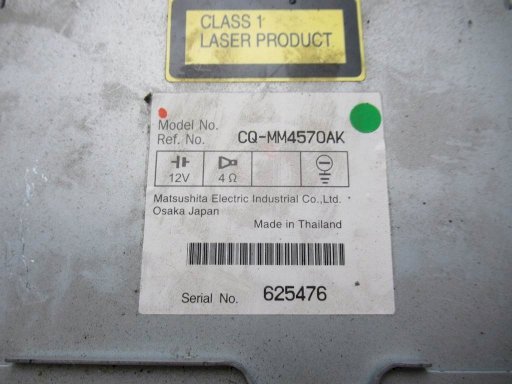 CLASS 1
LASER PRODUCT
Model No.
Ref. No. CQ-MM4570AK
12V 4 Ω
Matsushita Electric Industrial Co., Ltd.
Osaka Japan
Made in Thailand
Serial No. 625476